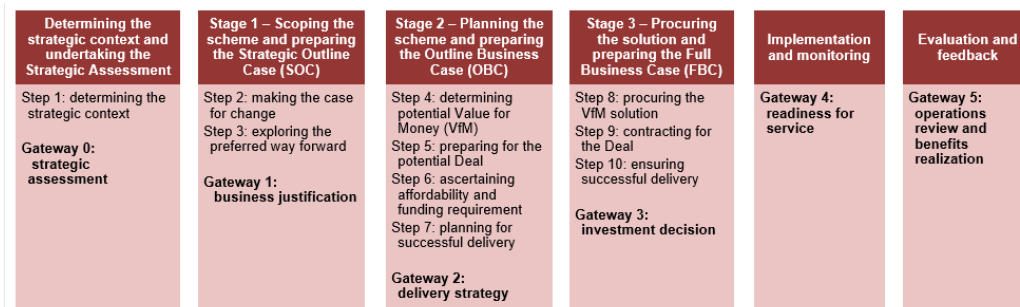 Determining the
strategic context and
undertaking the
Strategic Assessment
Step 1: determining the
strategic context
Gateway 0:
strategic
assessment
Stage 1 – Scoping the
scheme and preparing
the Strategic Outline
Case (SOC)
Step 2: making the case
for change
Step 3: exploring the
preferred way forward
Gateway 1:
business justification
Stage 2 – Planning the
scheme and preparing
the Outline Business
Case (OBC)
Step 4: determining
potential Value for
Money (VfM)
Step 5: preparing for the
potential Deal
Step 6: ascertaining
affordability and
funding requirement
Step 7: planning for
successful delivery
Gateway 2:
delivery strategy
Stage 3 – Procuring
the solution and
preparing the Full
Business Case (FBC)
Step 8: procuring the
VfM solution
Step 9: contracting for
the Deal
Step 10: ensuring
successful delivery
Gateway 3:
investment decision
Implementation
and monitoring
Gateway 4:
readiness for
service
Evaluation and
feedback
Gateway 5:
operations
review and
benefits
realization